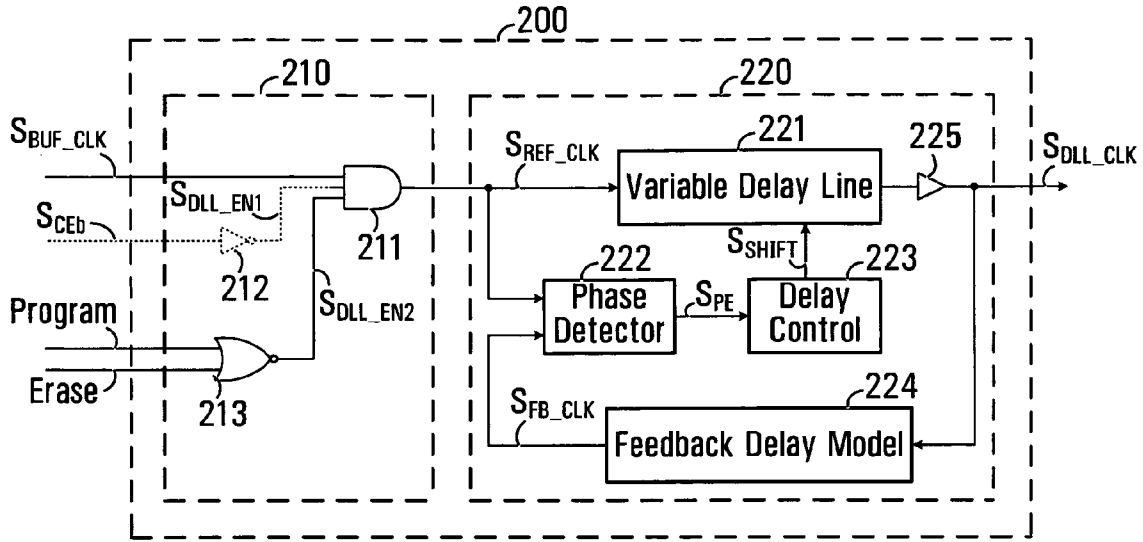 200
210
220
S_BUF_CLK
S_DLL_EN1
S_CEb
212
211
S_DLL_EN2
Program
Erase
213
S_REF_CLK
221
Variable Delay Line
225
S_DLL_CLK
S_SHIFT
222
Phase
Detector
S_PE
223
Delay
Control
S_FB_CLK
224
Feedback Delay Model